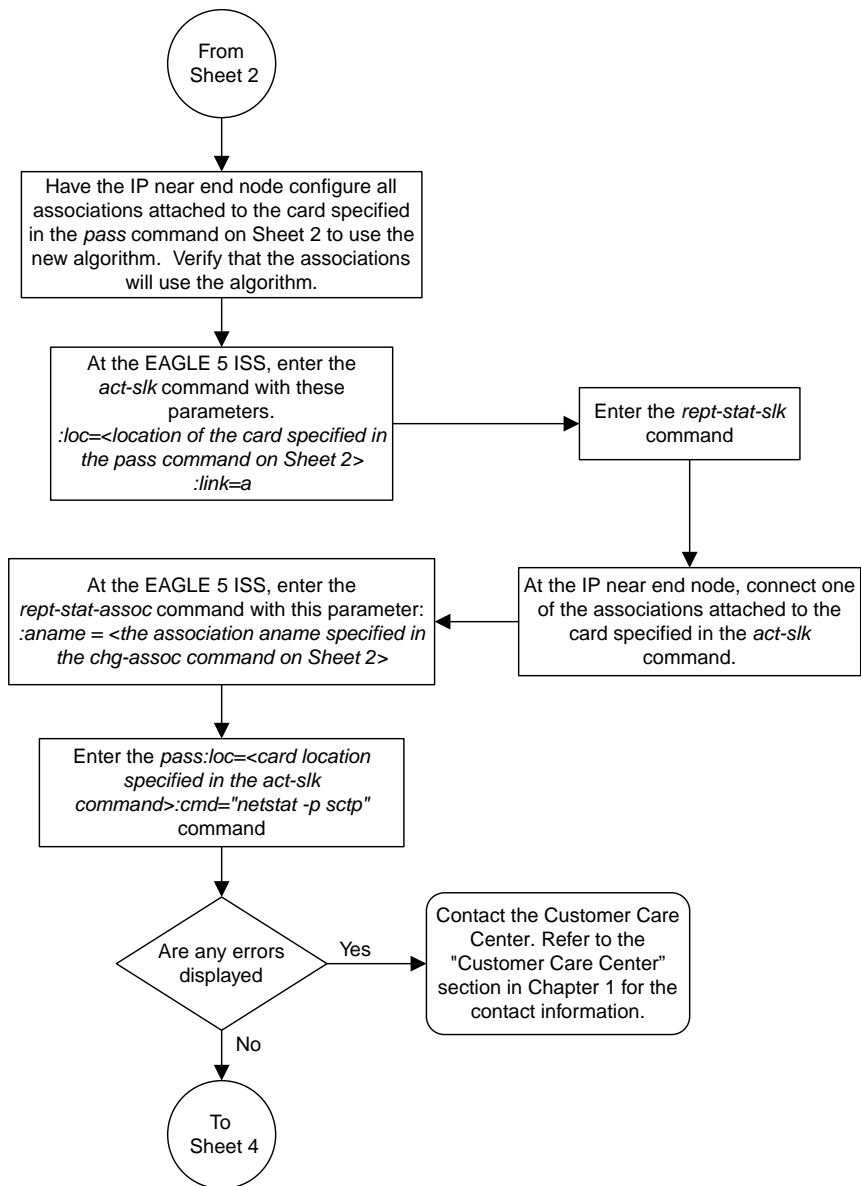 From
Sheet 2
Have the IP near end node configure all
associations attached to the card specified
in the pass command on Sheet 2 to use the
new algorithm.  Verify that the associations
will use the algorithm.
At the EAGLE 5 ISS, enter the
act-slk command with these
parameters.
:loc=<location of the card specified in
the pass command on Sheet 2>
:link=a
Enter the rept-stat-slk
command
At the IP near end node, connect one
of the associations attached to the
card specified in the act-slk
command.
At the EAGLE 5 ISS, enter the
rept-stat-assoc command with this parameter:
:aname = <the association aname specified in
the chg-assoc command on Sheet 2>
Enter the pass:loc=<card location
specified in the act-slk
command>:cmd="netstat -p sctp"
command
Are any errors
displayed
Yes
Contact the Customer Care
Center. Refer to the
"Customer Care Center”
section in Chapter 1 for the
contact information.
No
To
Sheet 4